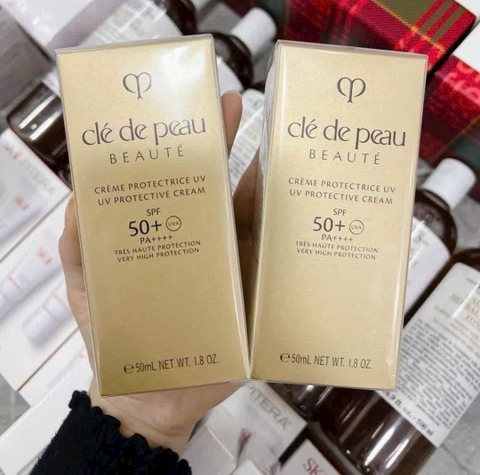 clé de peau
BEAUTÉ
CRÈME PROTECTRICE UV
UV PROTECTIVE CREAM
SPF
50+ UVA
PA++++
TRÈS HAUTE PROTECTION
VERY HIGH PROTECTION
℮50mL NET WT. 1.8 OZ.
clé de peau
BEAUTÉ
CRÈME PROTECTRICE UV
UV PROTECTIVE CREAM
SPF
50+ UVA
PA++++
TRÈS HAUTE PROTECTION
VERY HIGH PROTECTION
℮50mL NET WT. 1.8 OZ.